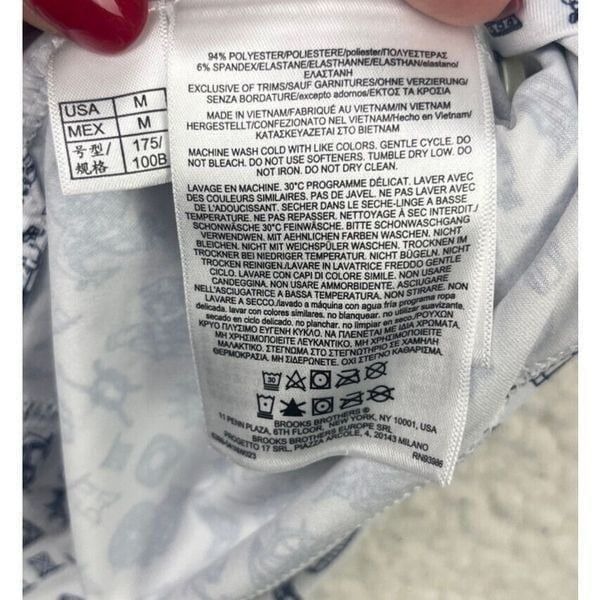 USA M
MEX M
号型/ 175/
规格 100B
94% POLYESTER/POLIESTERE/poliester/ΠΟΛΥΕΣΤΕΡΑΣ
6% SPANDEX/ELASTANE/ELASTHANNE/ELASTHAN/elastano/
ΕΛΑΣΤΑΝΗ
EXCLUSIVE OF TRIMS/SAUF GARNITURES/OHNE VERZIERUNG/
SENZA BORDATURE/excepto adornos/ΕΚΤΟΣ ΤΑ ΚΡΟΣΙΑ
MADE IN VIETNAM/FABRIQUÉ AU VIETNAM/IN VIETNAM
HERGESTELLT/CONFEZIONATO NEL VIETNAM/Hecho en Vietnam/
ΚΑΤΑΣΚΕΥΑΖΕΤΑΙ ΣΤΟ ΒΙΕΤΝΑΜ
MACHINE WASH COLD WITH LIKE COLORS. GENTLE CYCLE. DO
NOT BLEACH. DO NOT USE SOFTENERS. TUMBLE DRY LOW. DO
NOT IRON. DO NOT DRY CLEAN.
LAVAGE EN MACHINE. 30°C PROGRAMME DÉLICAT. LAVER AVEC
DES COULEURS SIMILAIRES. PAS DE JAVEL. NE PAS LAVER AVEC
DE L'ADOUCISSANT. SECHER DANS LE SECHE-LINGE A BASSE
TEMPERATURE. NE PAS REPASSER. NETTOYAGE À SEC INTERDIT./
SCHONWÄSCHE 30°C FEINWÄSCHE. BITTE SCHONWASCHGANG
VERWENDEN. MIT AEHNLICHEN FARBEN WASCHEN. NICHT
BLEICHEN. NICHT MIT WEICHSPÜLER WASCHEN. TROCKNEN IM
TROCKNER BEI NIEDRIGER TEMPERATUR. NICHT BÜGELN. NICHT
TROCKEN REINIGEN/LAVARE IN LAVATRICE FREDDO GENTLE
CICLO. LAVARE CON CAPI DI COLORE SIMILE. NON USARE
CANDEGGINA. NON USARE AMMORBIDENTE. ASCIUGARE
NELL'ASCIUGATRICE A BASSA TEMPERATURA. NON STIRARE. NON
LAVARE A SECCO./lavado a máquina con agua fría programa ropa
delicada. lavar con colores similares. no blanquear. no utilizar suavizante.
secado en ciclo delicado. no planchar. no limpiar en seco./ΡΟΥΧΩΝ
ΚΡΥΟ ΠΛΥΣΙΜΟ ΕΥΓΕΝΗ ΚΥΚΛΟ. ΝΑ ΠΛΕΝΕΤΑΙ ΜΕ ΙΔΙΑ ΧΡΩΜΑΤΑ.
ΜΗ ΧΡΗΣΙΜΟΠΟΙΕΙΤΕ ΛΕΥΚΑΝΤΙΚΟ. ΜΗ ΧΡΗΣΙΜΟΠΟΙΕΙΤΕ
ΜΑΛΑΚΤΙΚΟ. ΣΤΕΓΝΩΜΑ ΣΤΟ ΣΤΕΓΝΩΤΗΡΙΟ ΣΕ ΧΑΜΗΛΗ
ΘΕΡΜΟΚΡΑΣΙΑ. ΜΗ ΣΙΔΕΡΩΝΕΤΕ. ΟΧΙ ΣΤΕΓΝΟ ΚΑΘΑΡΙΣΜΑ.
30
BROOKS BROTHERS ®
11 PENN PLAZA, 6TH FLOOR, NEW YORK, NY 10001, USA
BROOKS BROTHERS EUROPE SRL
PROGETTO 17 SRL, PIAZZA ARCOLE, 4, 20143 MILANO
RN93986